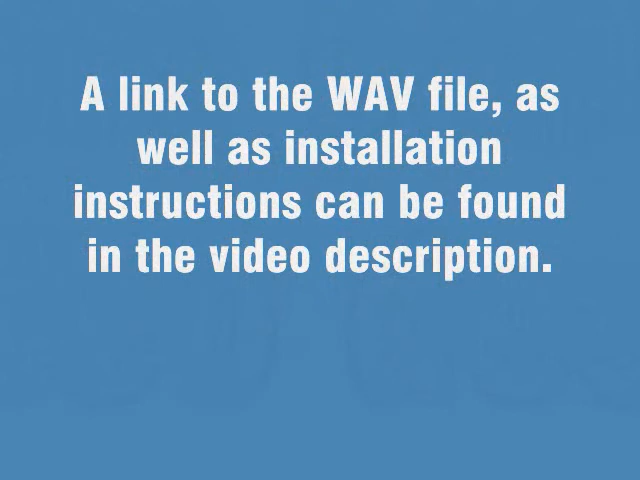 A link to the WAV file, as
well as installation
instructions can be found
in the video description.